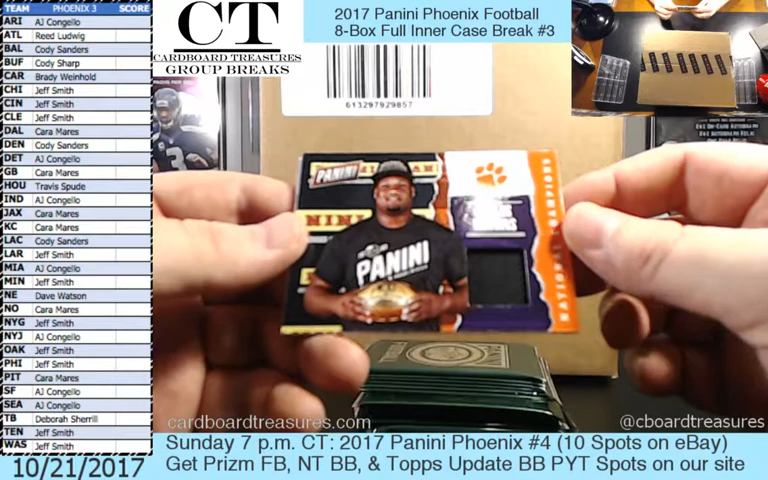 TEAM PHOENIX 3 SCORE
ARI AJ Congello
ATL Reed Ludwig
BAL Cody Sanders
BUF Cody Sharp
CAR Brady Weinhold
CHI Jeff Smith
CIN Jeff Smith
CLE Jeff Smith
DAL Cara Mares
DEN Cody Sanders
DET AJ Congello
GB Cara Mares
HOU Travis Spude
IND AJ Congello
JAX Cara Mares
KC Cara Mares
LAC Cody Sanders
LAR Jeff Smith
MIA AJ Congello
MIN Jeff Smith
NE Dave Watson
NO Cara Mares
NYG Jeff Smith
NYJ AJ Congello
OAK Jeff Smith
PHI Jeff Smith
PIT Cara Mares
SF AJ Congello
SEA AJ Congello
TB Deborah Sherrill
TEN Jeff Smith
WAS Jeff Smith
10/21/2017
CT
CARDBOARD TREASURES
GROUP BREAKS
2017 Panini Phoenix Football
8-Box Full Inner Case Break #3
613297929857
PANINI
PANINI
NATIONAL CHAMPIONS
cardboardtreasures.com
@cboardtreasures
Sunday 7 p.m. CT: 2017 Panini Phoenix #4 (10 Spots on eBay)
Get Prizm FB, NT BB, & Topps Update BB PYT Spots on our site